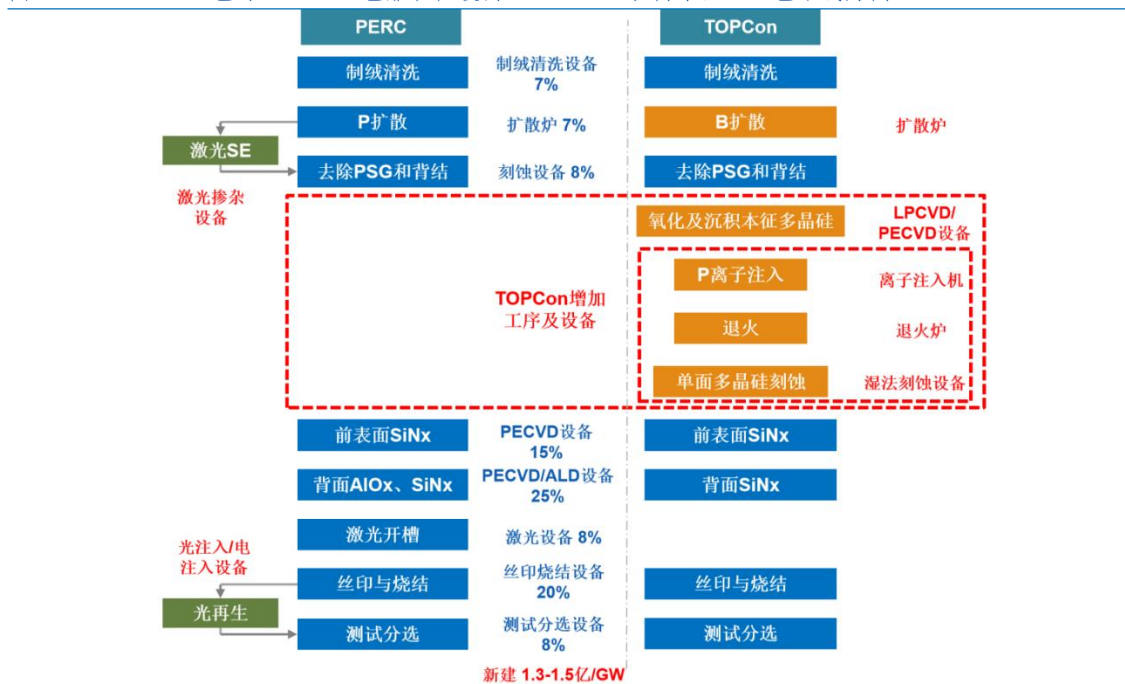 PERC
TOPCon
制绒清洗
制绒清洗设备
7%
制绒清洗
P扩散
扩散炉 7%
B扩散
扩散炉
激光SE
去除PSG和背结
刻蚀设备 8%
去除PSG和背结
激光掺杂
设备
氧化及沉积本征多晶硅
LPCVD/
PECVD设备
P离子注入
离子注入机
TOPCon增加
工序及设备
退火
退火炉
单面多晶硅刻蚀
湿法刻蚀设备
前表面SiNx
PECVD设备
15%
前表面SiNx
背面AlOx、SiNx
PECVD/ALD设备
25%
背面SiNx
激光开槽
激光设备 8%
光注入/电
注入设备
丝印与烧结
丝印烧结设备
20%
丝印与烧结
光再生
测试分选
测试分选设备
8%
测试分选
新建 1.3-1.5亿/GW